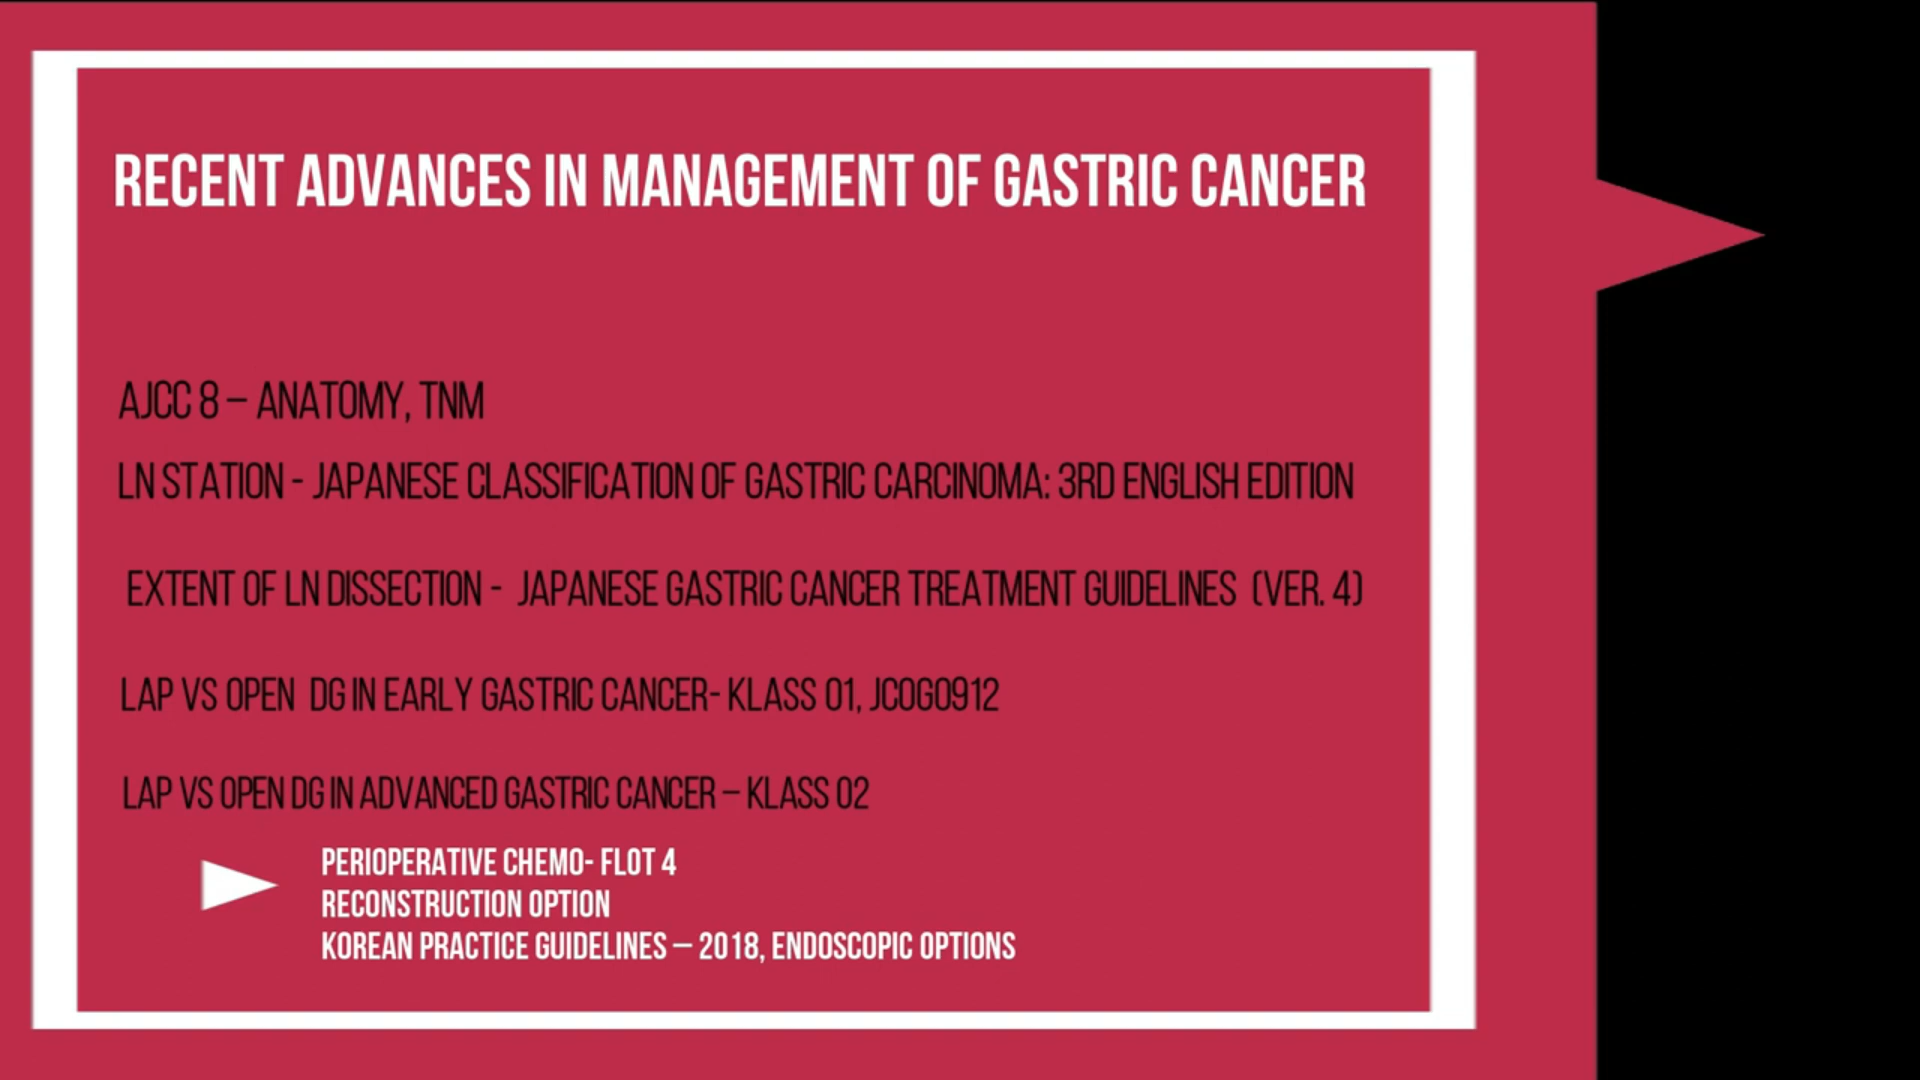 RECENT ADVANCES IN MANAGEMENT OF GASTRIC CANCER
AJCC 8 – ANATOMY, TNM
LN STATION - JAPANESE CLASSIFICATION OF GASTRIC CARCINOMA: 3RD ENGLISH EDITION
EXTENT OF LN DISSECTION - JAPANESE GASTRIC CANCER TREATMENT GUIDELINES (VER. 4)
LAP VS OPEN DG IN EARLY GASTRIC CANCER- KLASS 01, JCOG0912
LAP VS OPEN DG IN ADVANCED GASTRIC CANCER – KLASS 02
PERIOPERATIVE CHEMO- FLOT 4
RECONSTRUCTION OPTION
KOREAN PRACTICE GUIDELINES – 2018, ENDOSCOPIC OPTIONS